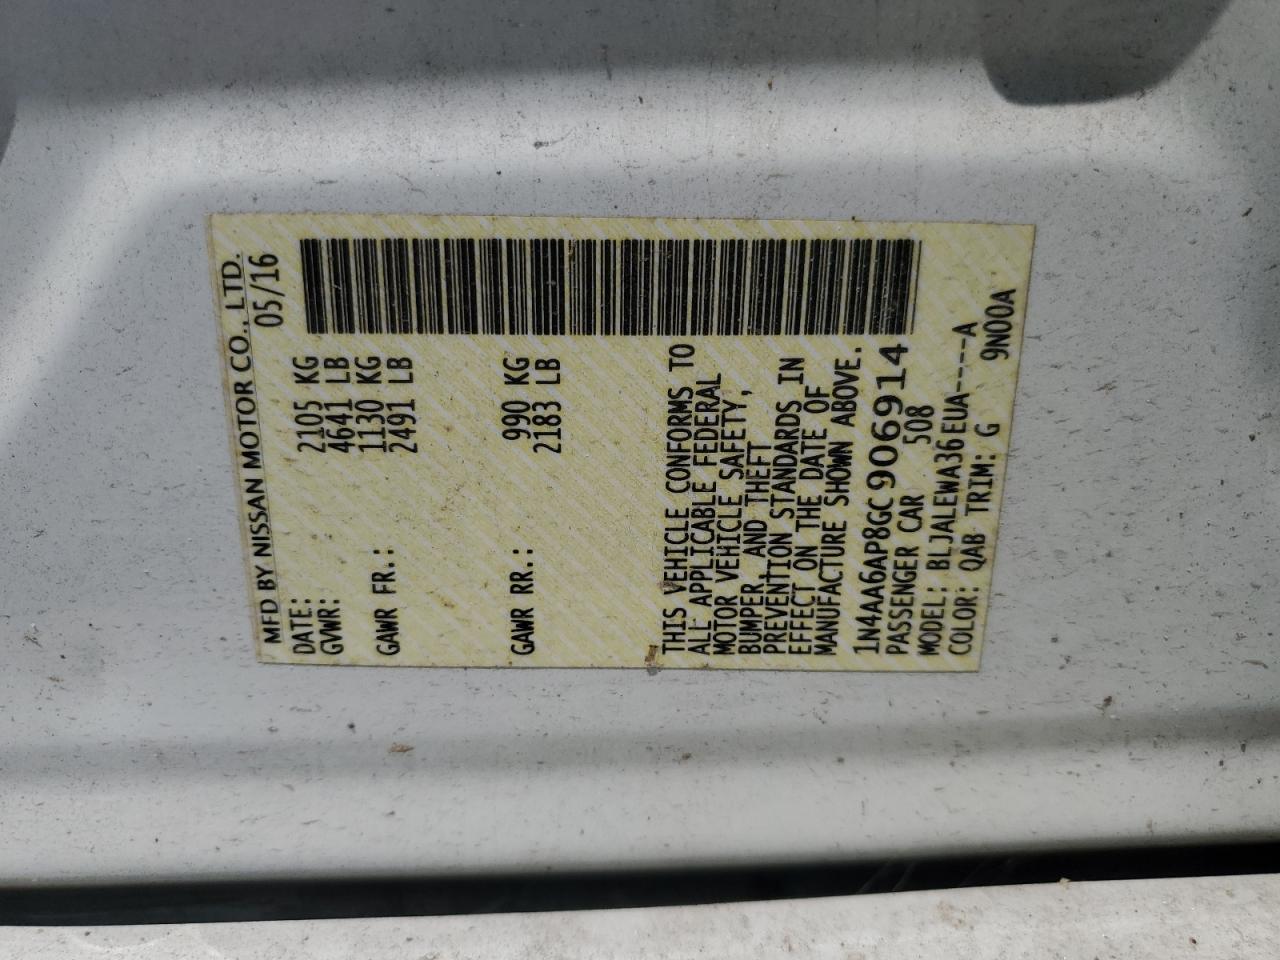 MFD BY NISSAN MOTOR CO., LTD.
DATE: 05/16
GVWR: 2105 KG
4641 LB
GAWR FR.: 1130 KG
2491 LB
GAWR RR.: 990 KG
2183 LB
THIS VEHICLE CONFORMS TO
ALL APPLICABLE FEDERAL
MOTOR VEHICLE SAFETY,
BUMPER, AND THEFT
PREVENTION STANDARDS IN
EFFECT ON THE DATE OF
MANUFACTURE SHOWN ABOVE.
1N4AA6AP8GC906914
PASSENGER CAR 508
MODEL: BLJALEWA36EUA----A
COLOR: QAB TRIM: G 9N00A